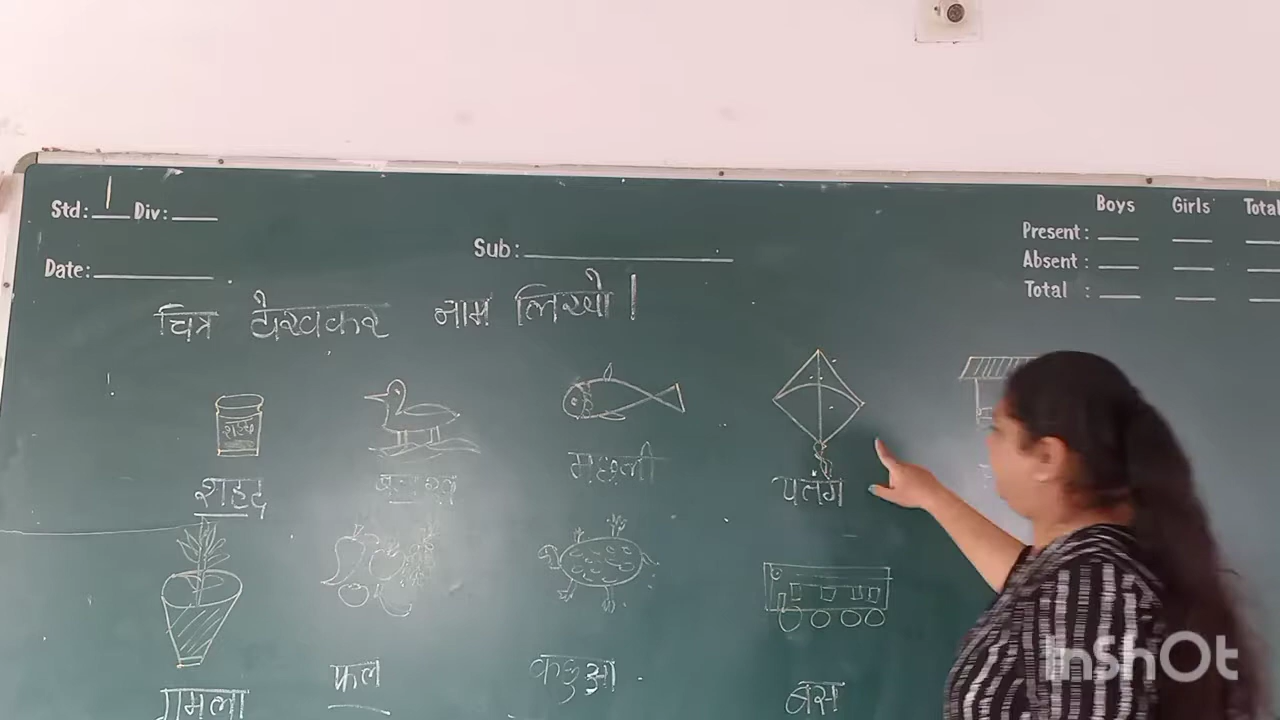 Std: 1 Div:
Boys Girls Total
Present:
Sub:
Absent:
Date:
Total :
चित्र देखकर नाम लिखो।
शहद
शहद बतख मछली पतंग
गमला फल कछुआ बस
InShOt